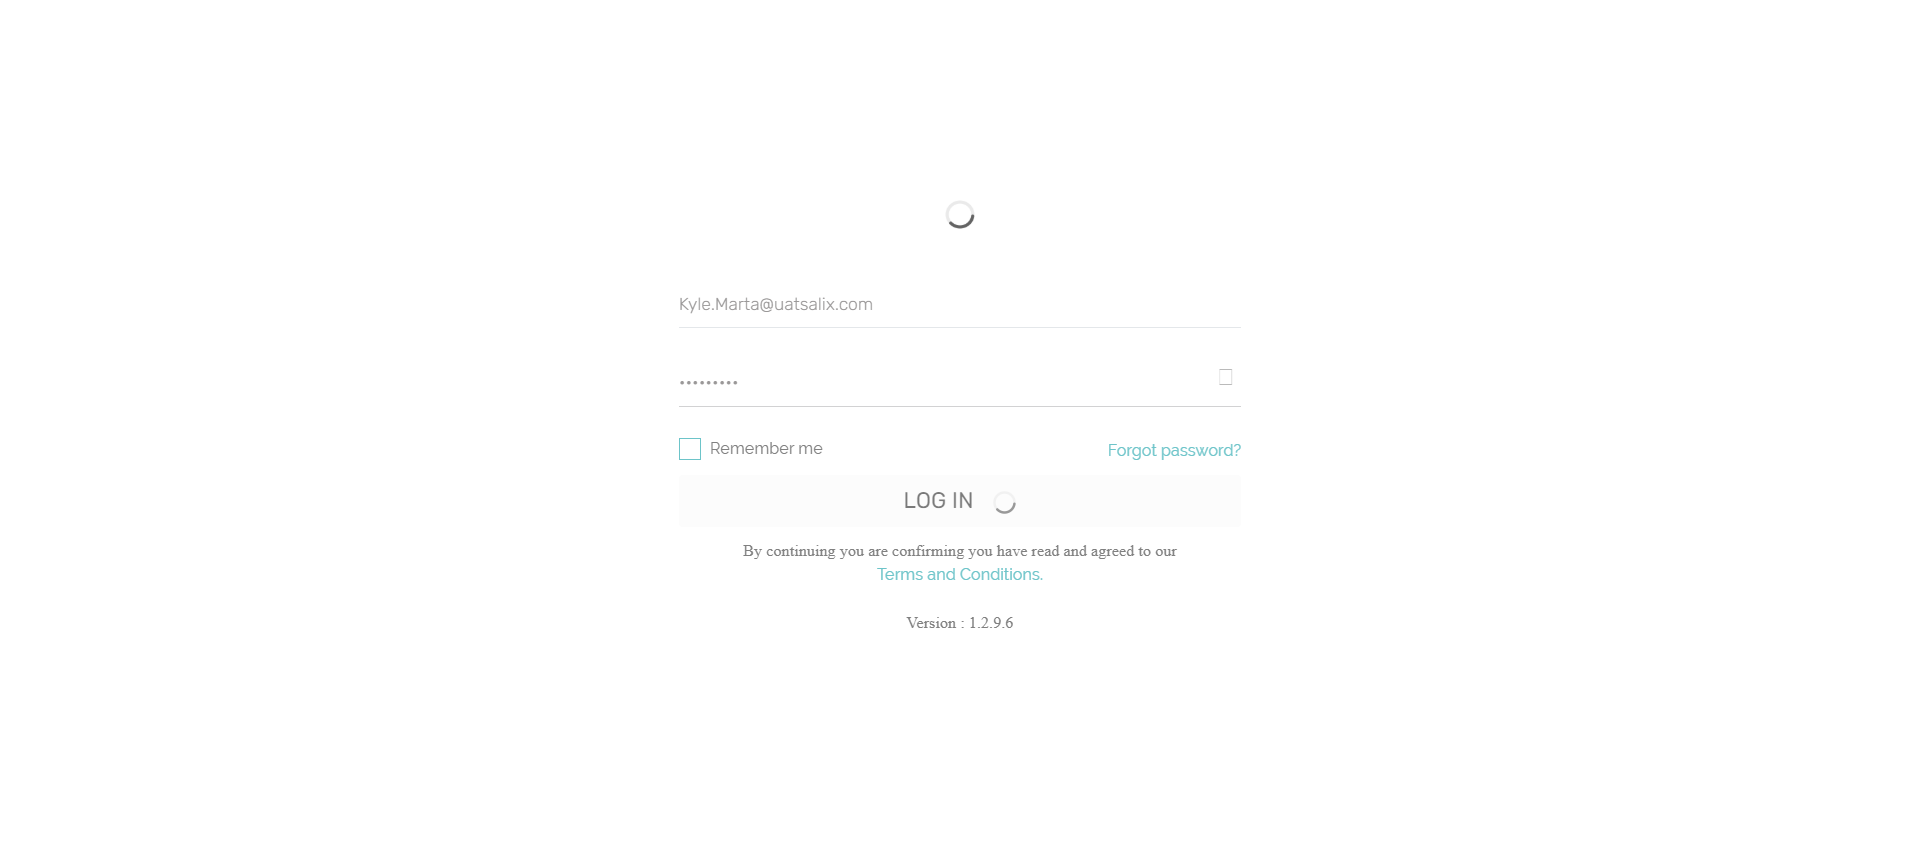 Kyle.Marta@uatsalix.com
•••••••••
Remember me
Forgot password?
LOG IN
By continuing you are confirming you have read and agreed to our
Terms and Conditions.
Version : 1.2.9.6